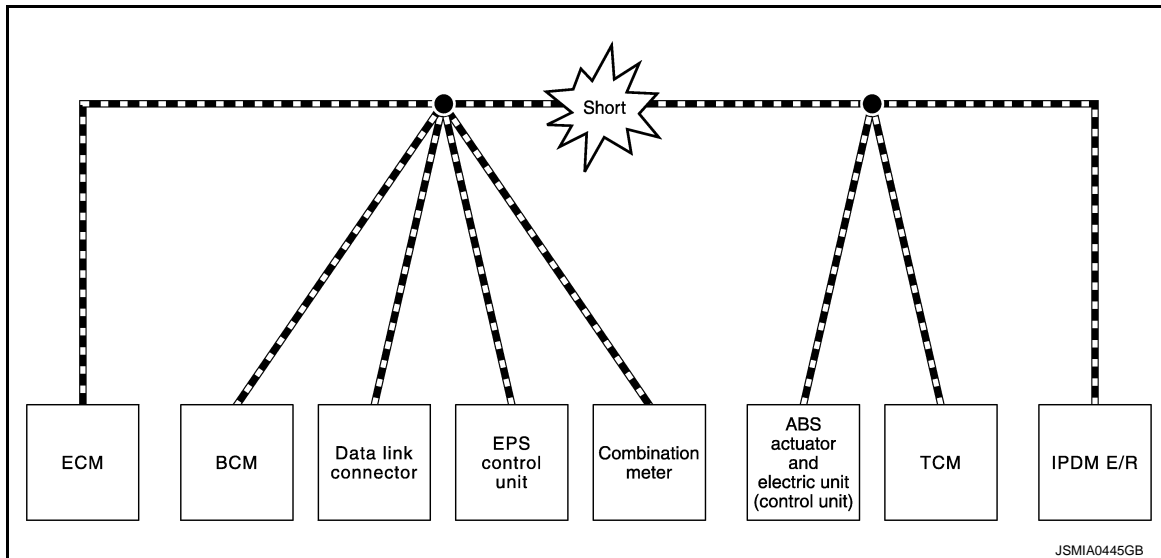 Short
ECM
BCM
Data link
connector
EPS
control
unit
Combination
meter
ABS
actuator
and
electric unit
(control unit)
TCM
IPDM E/R
JSMIA0445GB